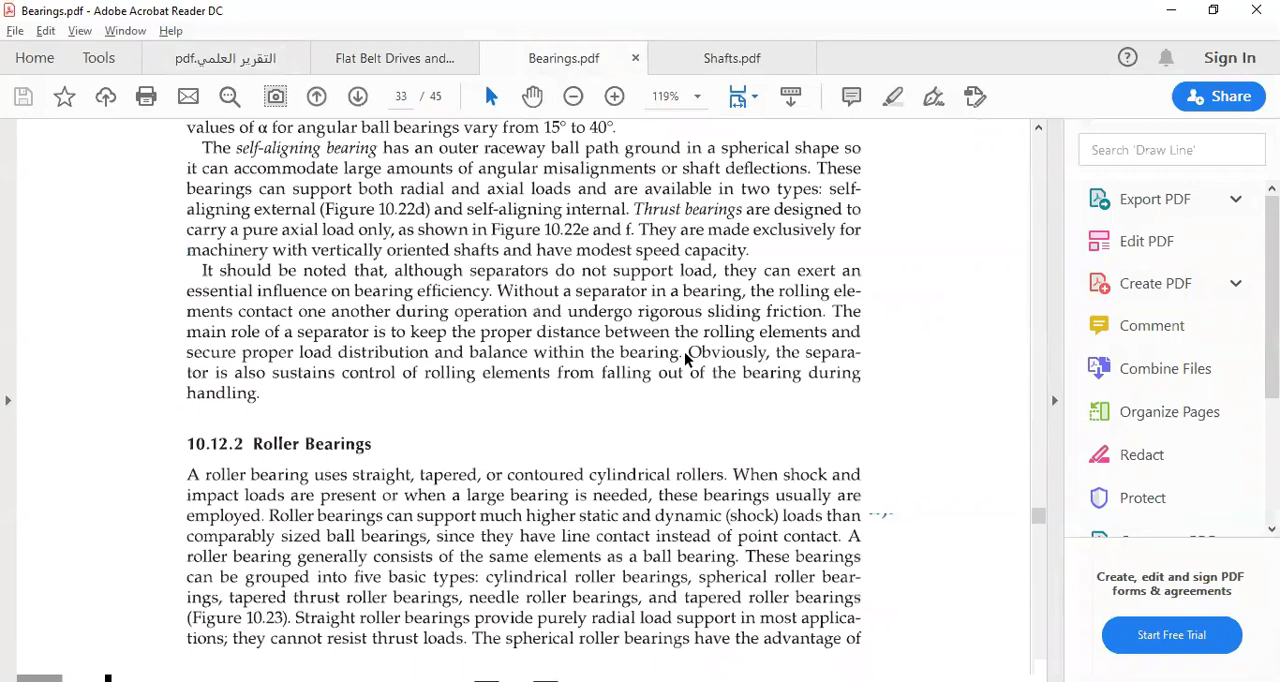 Bearings.pdf - Adobe Acrobat Reader DC
File Edit View Window Help
Home Tools التقرير العلمي.pdf Flat Belt Drives and... Bearings.pdf Shafts.pdf Sign In
33 / 45 119% Share
values of α for angular ball bearings vary from 15° to 40°.
The self-aligning bearing has an outer raceway ball path ground in a spherical shape so
it can accommodate large amounts of angular misalignments or shaft deflections. These
bearings can support both radial and axial loads and are available in two types: self-
aligning external (Figure 10.22d) and self-aligning internal. Thrust bearings are designed to
carry a pure axial load only, as shown in Figure 10.22e and f. They are made exclusively for
machinery with vertically oriented shafts and have modest speed capacity.
It should be noted that, although separators do not support load, they can exert an
essential influence on bearing efficiency. Without a separator in a bearing, the rolling ele-
ments contact one another during operation and undergo rigorous sliding friction. The
main role of a separator is to keep the proper distance between the rolling elements and
secure proper load distribution and balance within the bearing. Obviously, the separa-
tor is also sustains control of rolling elements from falling out of the bearing during
handling.
10.12.2 Roller Bearings
A roller bearing uses straight, tapered, or contoured cylindrical rollers. When shock and
impact loads are present or when a large bearing is needed, these bearings usually are
employed. Roller bearings can support much higher static and dynamic (shock) loads than
comparably sized ball bearings, since they have line contact instead of point contact. A
roller bearing generally consists of the same elements as a ball bearing. These bearings
can be grouped into five basic types: cylindrical roller bearings, spherical roller bear-
ings, tapered thrust roller bearings, needle roller bearings, and tapered roller bearings
(Figure 10.23). Straight roller bearings provide purely radial load support in most applica-
tions; they cannot resist thrust loads. The spherical roller bearings have the advantage of
Search 'Draw Line'
Export PDF
Edit PDF
Create PDF
Comment
Combine Files
Organize Pages
Redact
Protect
Create, edit and sign PDF
forms & agreements
Start Free Trial